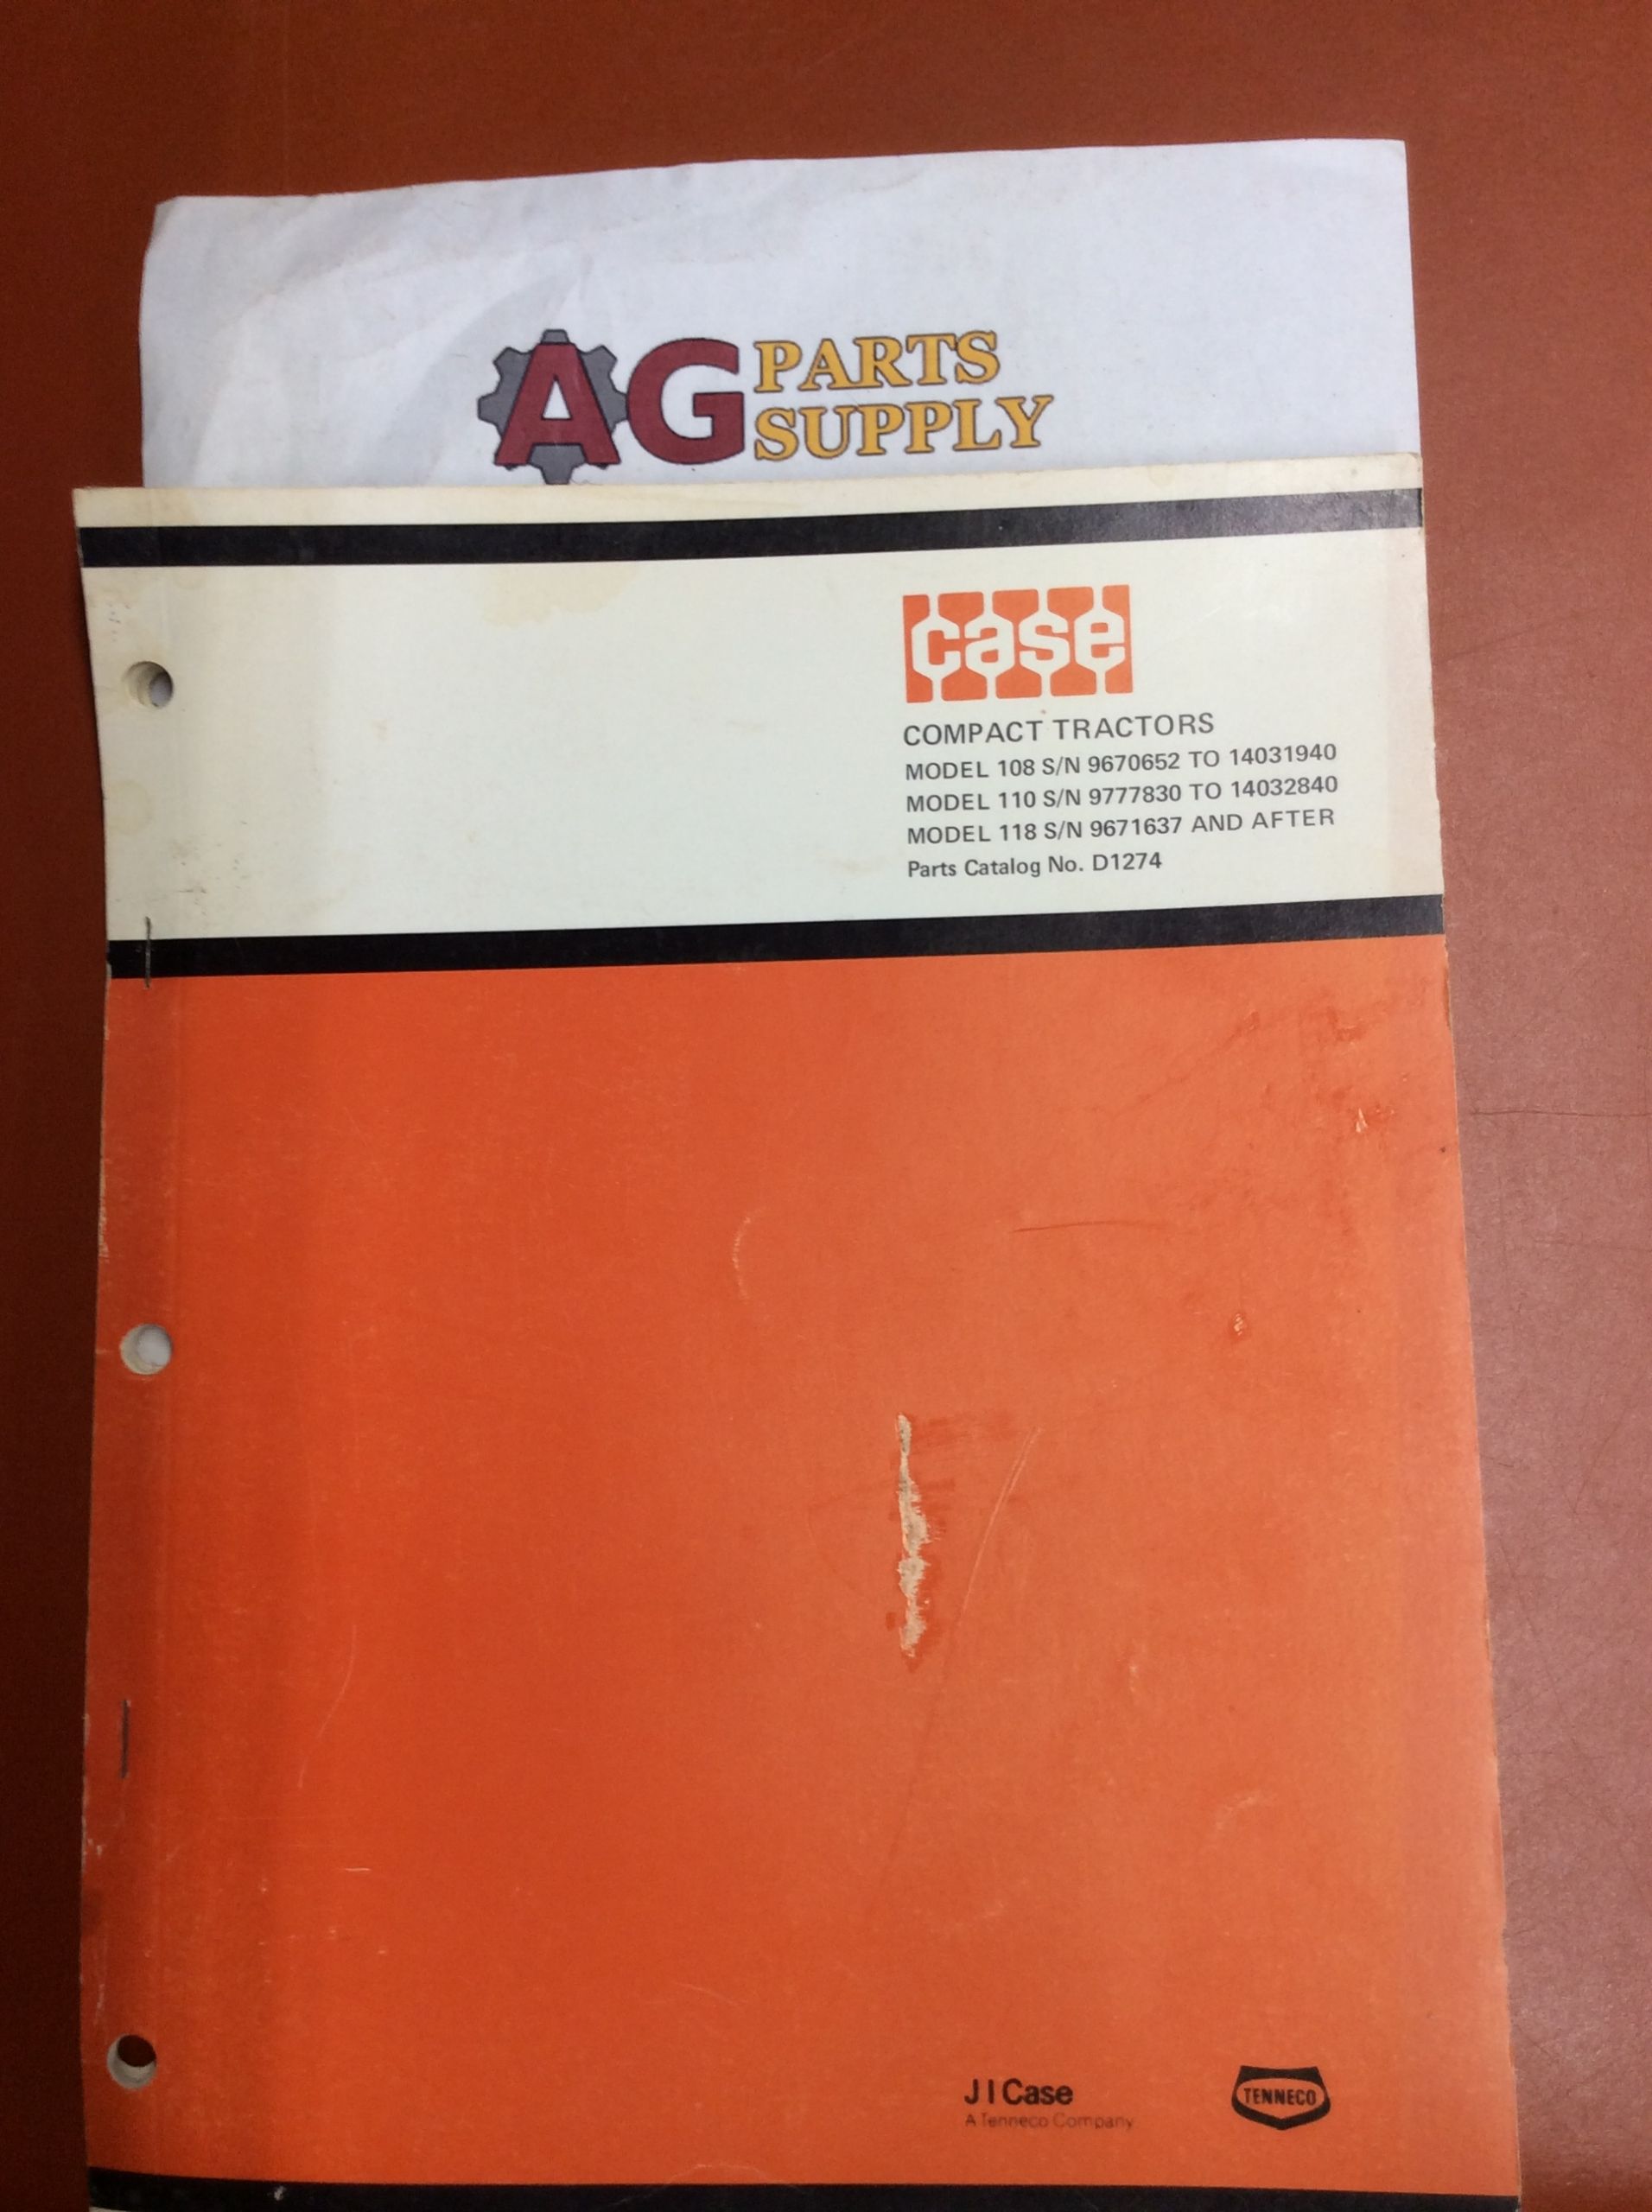 AG PARTS
SUPPLY
case
COMPACT TRACTORS
MODEL 108 S/N 9670652 TO 14031940
MODEL 110 S/N 9777830 TO 14032840
MODEL 118 S/N 9671637 AND AFTER
Parts Catalog No. D1274
J I Case
A Tenneco Company
TENNECO